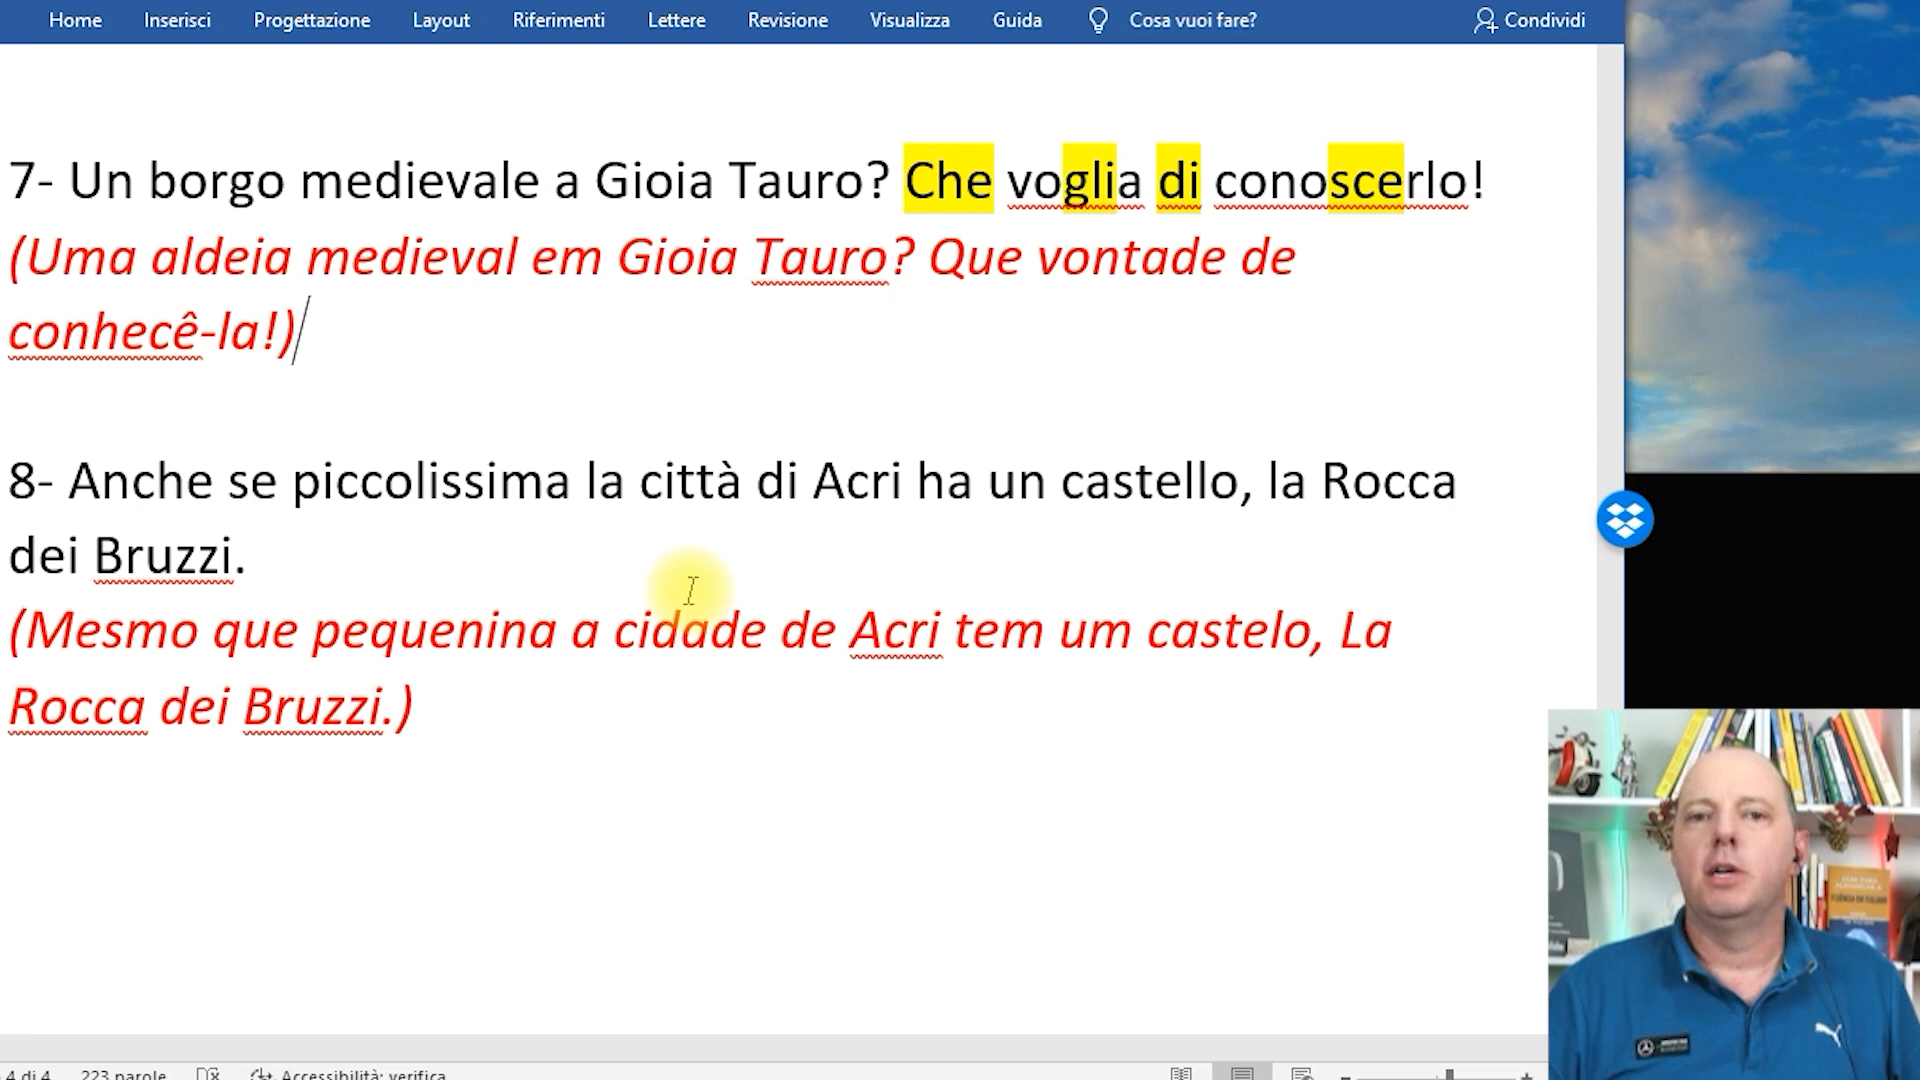 Home Inserisci Progettazione Layout Riferimenti Lettere Revisione Visualizza Guida Cosa vuoi fare? Condividi
7- Un borgo medievale a Gioia Tauro? Che voglia di conoscerlo!
(Uma aldeia medieval em Gioia Tauro? Que vontade de
conhecê-la!)
8- Anche se piccolissima la città di Acri ha un castello, la Rocca
dei Bruzzi.
(Mesmo que pequenina a cidade de Acri tem um castelo, La
Rocca dei Bruzzi.)
4 di 4 223 parole Accessibilità: verifica